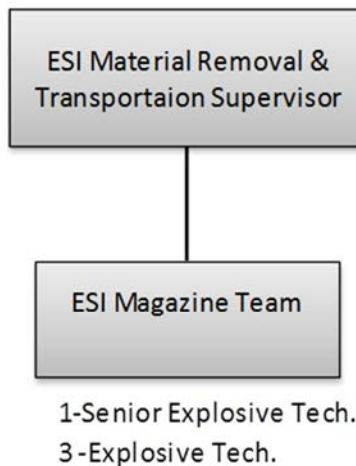 ESI Material Removal &
Transportaion Supervisor
ESI Magazine Team
1-Senior Explosive Tech.
3 -Explosive Tech.